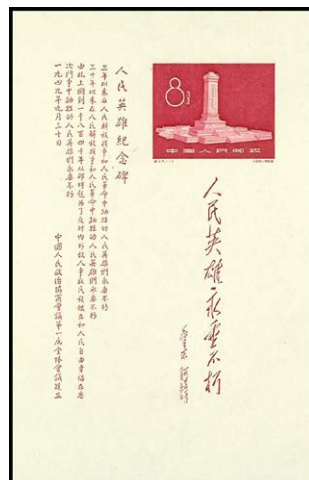 8分
中國人民郵政
人民英雄永垂不朽
毛澤東
人民英雄紀念碑
三年以來在人民解放戰爭和人民革命中犧牲的人民英雄們永垂不朽
三十年以來在人民解放戰爭和人民革命中犧牲的人民英雄們永垂不朽
由此上溯到一千八百四十年從那時起為了反對內外敵人爭取民族獨立和人民自由幸福在歷
次鬥爭中犧牲的人民英雄們永垂不朽
一九四九年九月三十日
中國人民政治協商會議第一屆全體會議建立